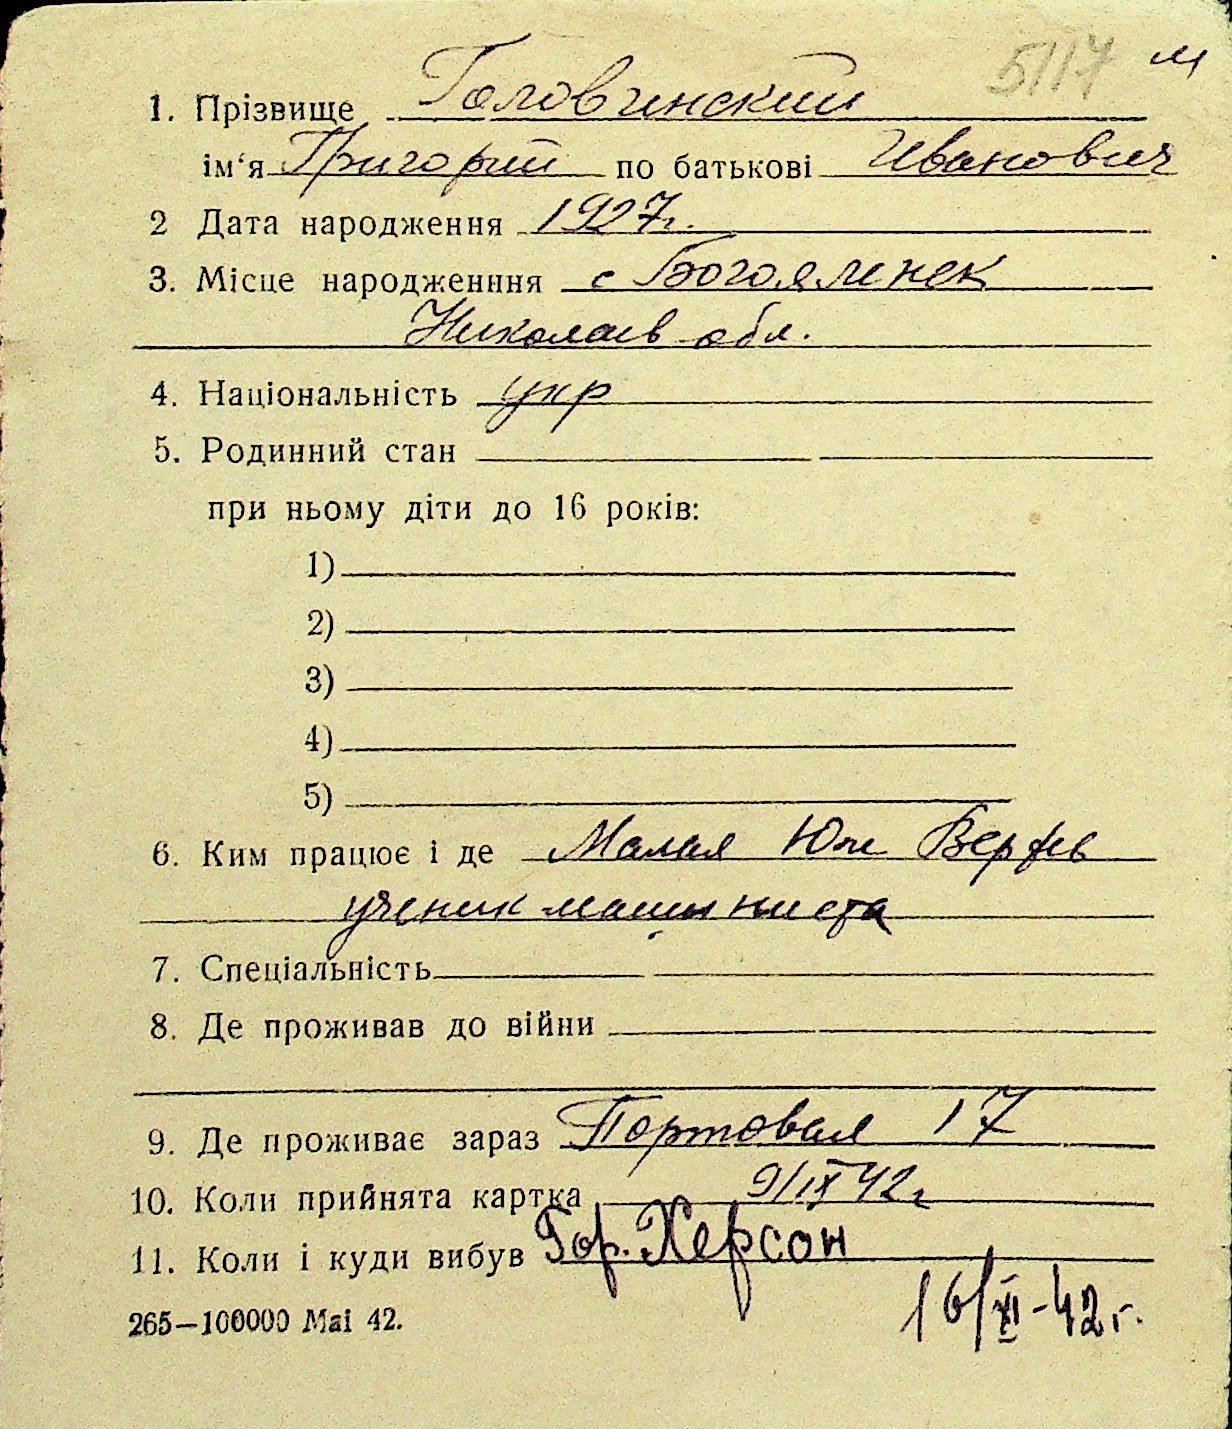 5117 м
1. Прізвище Головчинский
ім‘я Григорий по батькові Иванович
2 Дата народження 1927г.
3. Місце народженння с Богоявленск
Николаев обл.
4. Національність укр
5. Родинний стан
при ньому діти до 16 років:
1)
2)
3)
4)
5)
6. Ким працює і де Малая Юж Верфь
ученик машиниста
7. Спеціальність
8. Де проживав до війни
9. Де проживає зараз Портовая 17
10. Коли прийнята картка 9/IX 42г
11. Коли і куди вибув Гор. Херсон
16/XI-42г.
265—100000 Mai 42.